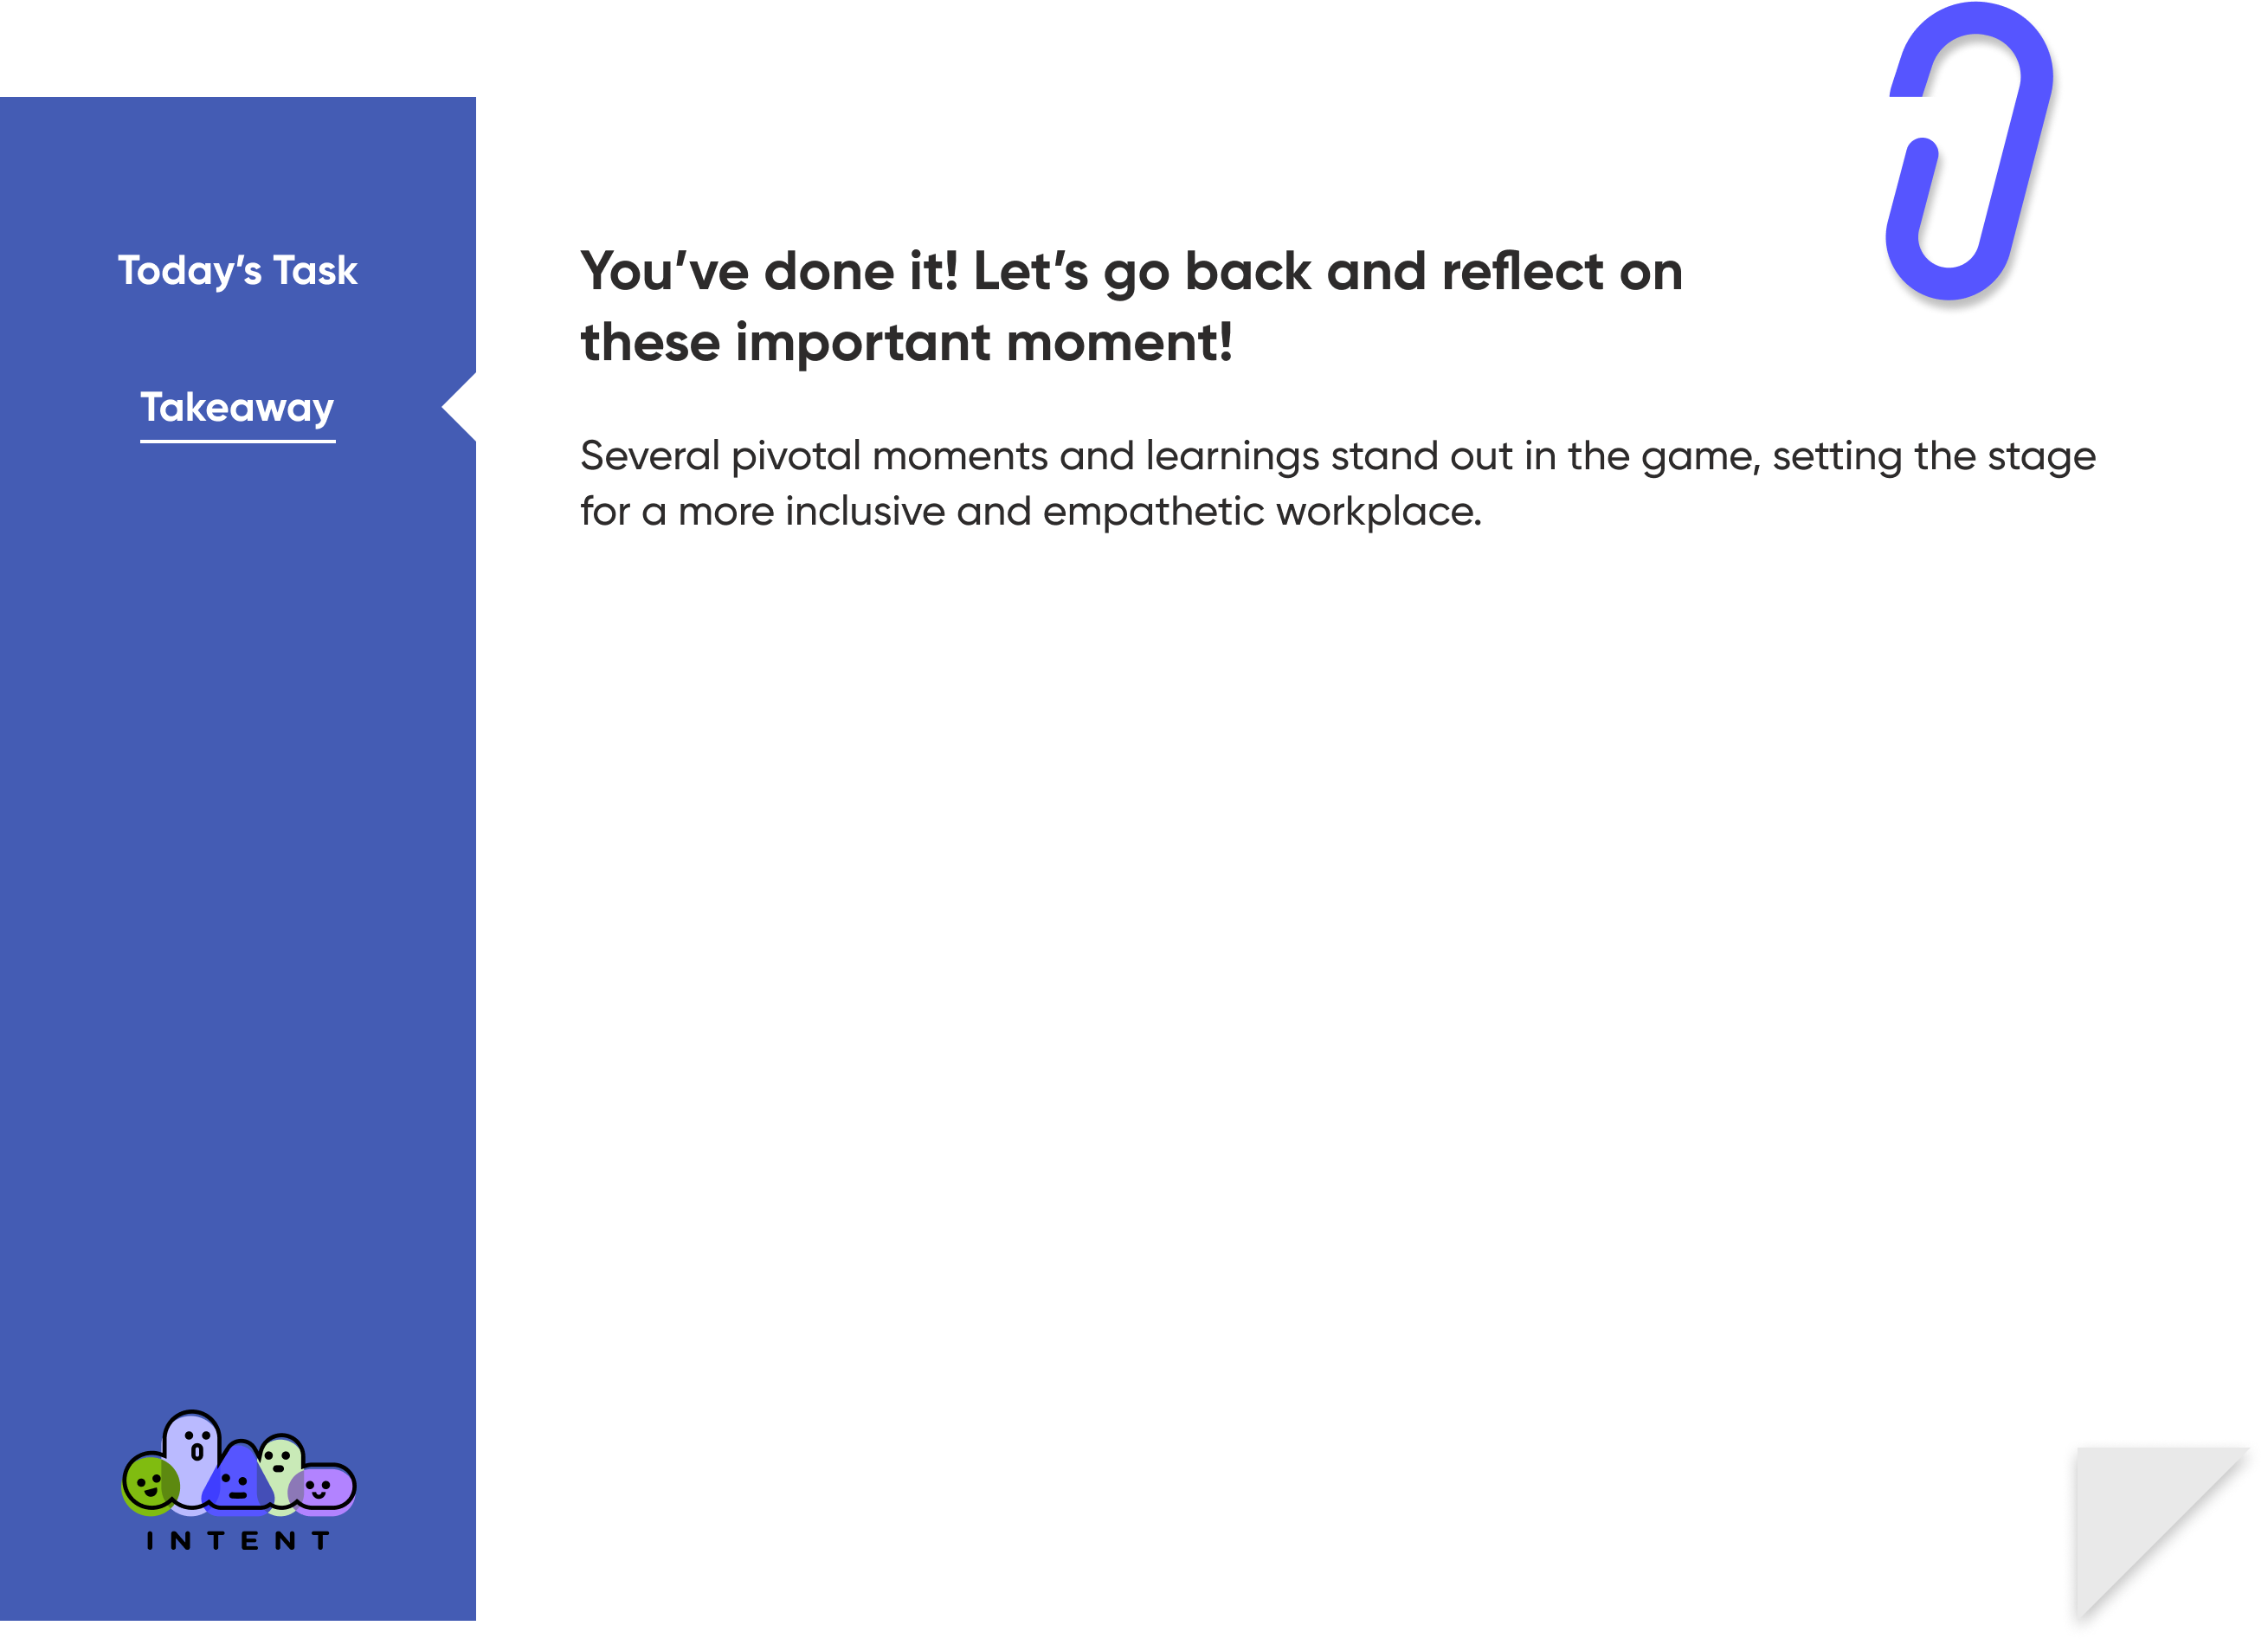 Today’s Task
Takeaway
You’ve done it! Let’s go back and reflect on
these important moment!
Several pivotal moments and learnings stand out in the game, setting the stage
for a more inclusive and empathetic workplace.
INTENT